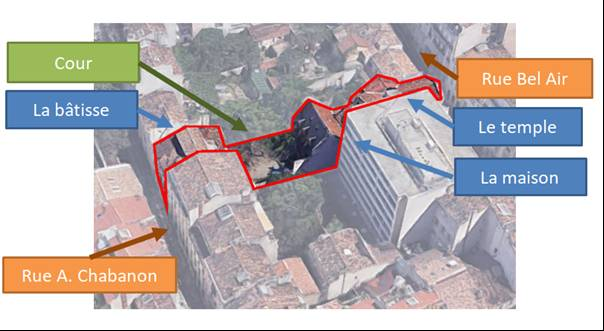 Cour
La bâtisse
Rue Bel Air
Le temple
La maison
Rue A. Chabanon